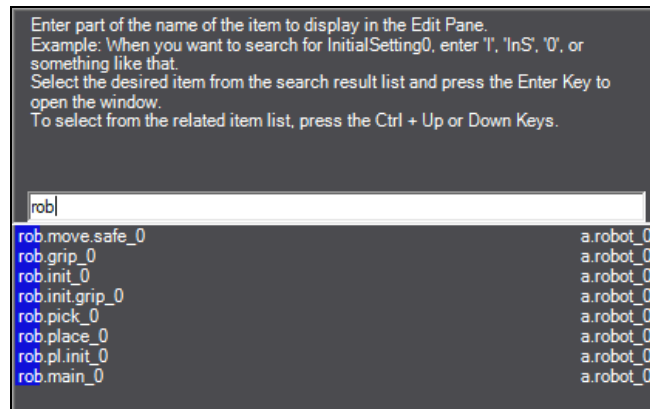 Enter part of the name of the item to display in the Edit Pane.
Example: When you want to search for InitialSetting0, enter 'I', 'InS', '0', or
something like that.
Select the desired item from the search result list and press the Enter Key to
open the window.
To select from the related item list, press the Ctrl + Up or Down Keys.
rob
rob.move.safe_0 a.robot_0
rob.grip_0 a.robot_0
rob.init_0 a.robot_0
rob.init.grip_0 a.robot_0
rob.pick_0 a.robot_0
rob.place_0 a.robot_0
rob.pl.init_0 a.robot_0
rob.main_0 a.robot_0